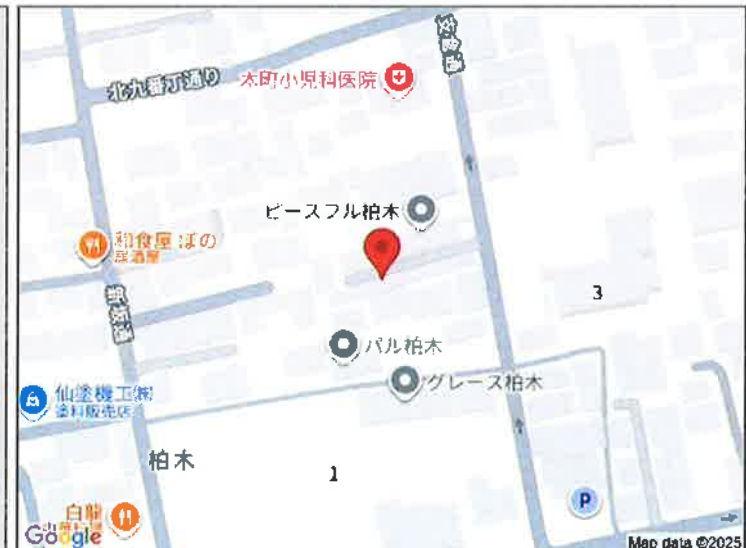 北九番丁通り
木町小児科医院
ピースフル柏木
和食屋 ほの
居酒屋
3
パル柏木
グレース柏木
仙塗機工㈱
塗料販売店
柏木
1
白龍
P
Google
Map data ©2025